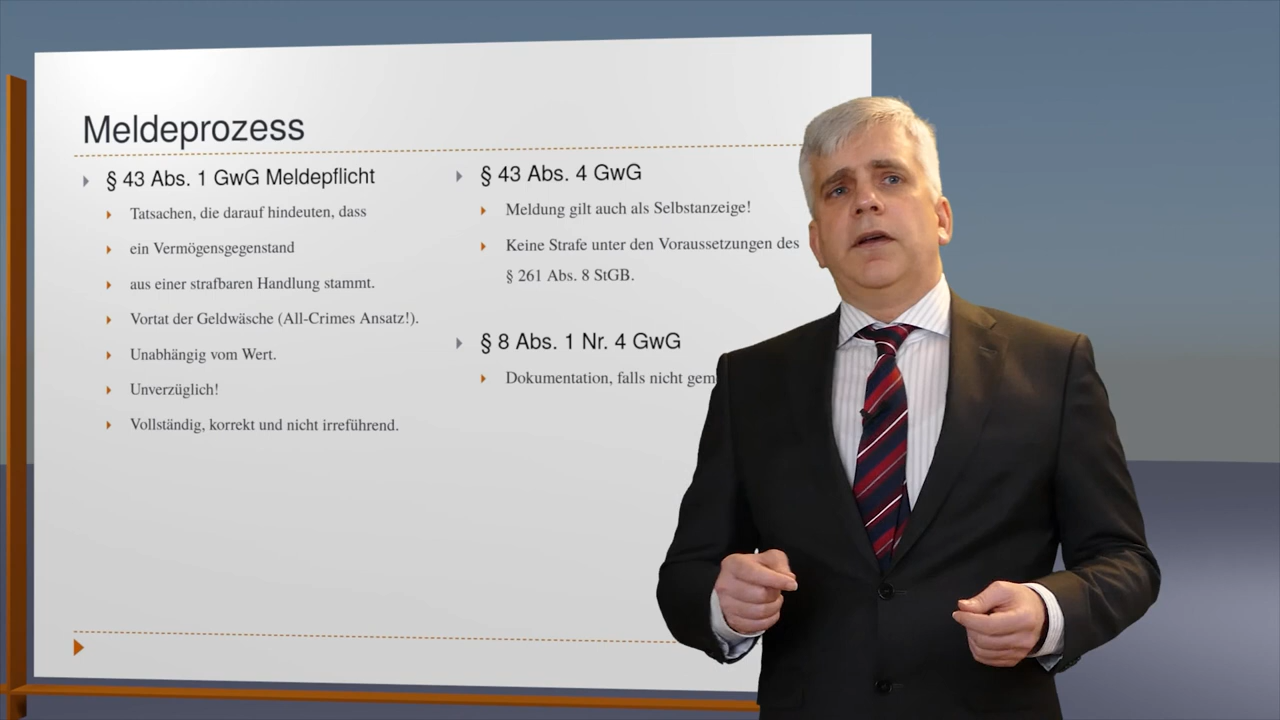 Meldeprozess
§ 43 Abs. 1 GwG Meldepflicht
Tatsachen, die darauf hindeuten, dass
ein Vermögensgegenstand
aus einer strafbaren Handlung stammt.
Vortat der Geldwäsche (All-Crimes Ansatz!).
Unabhängig vom Wert.
Unverzüglich!
Vollständig, korrekt und nicht irreführend.
§ 43 Abs. 4 GwG
Meldung gilt auch als Selbstanzeige!
Keine Strafe unter den Voraussetzungen des
§ 261 Abs. 8 StGB.
§ 8 Abs. 1 Nr. 4 GwG
Dokumentation, falls nicht gem